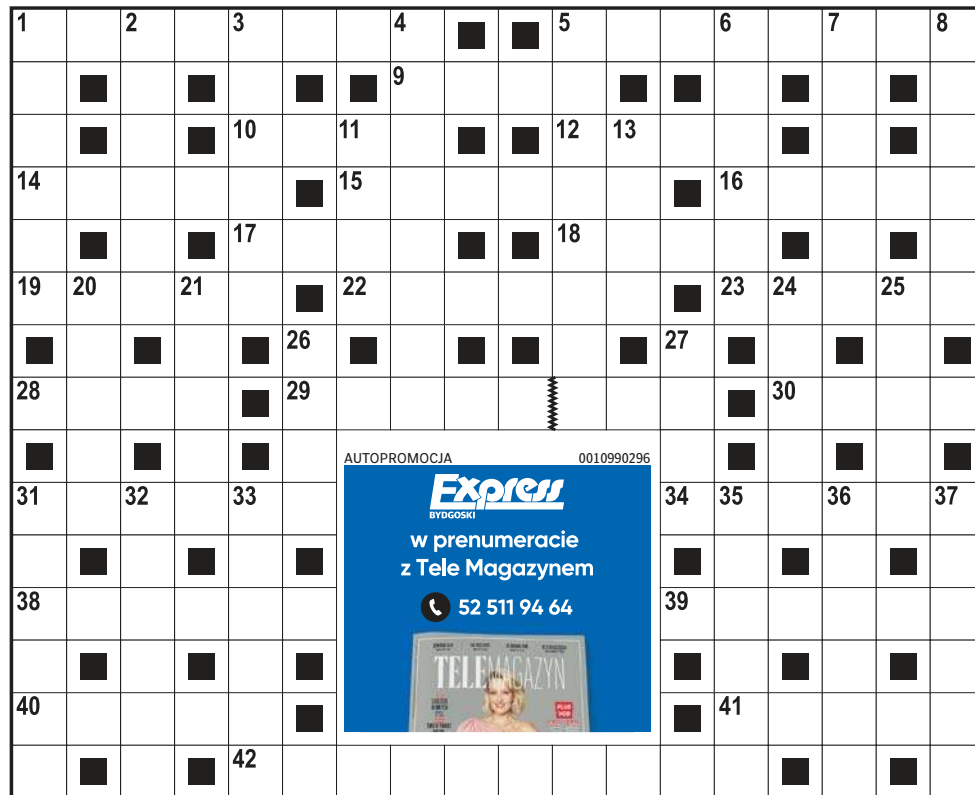 1 2 3 4 5 6 7 8
9
10 11 12 13
14 15 16
17 18
19 20 21 22 23 24 25
26 27
28 29 30
AUTOPROMOCJA 0010990296
Express
BYDGOSKI
31 32 33 34 35 36 37
w prenumeracie
z Tele Magazynem
38 52 511 94 64 39
TELEMAGAZYN
40 41
42